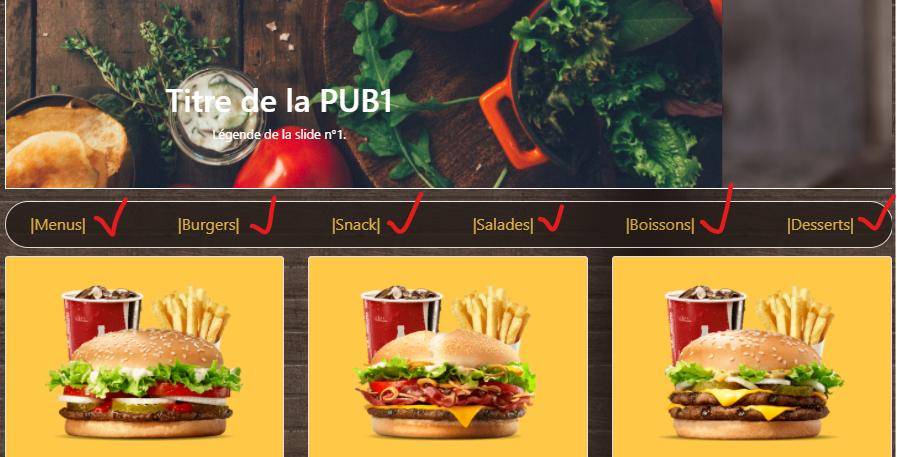 Titre de la PUB1
Légende de la slide n°1.
|Menus| |Burgers| |Snack| |Salades| |Boissons| |Desserts|